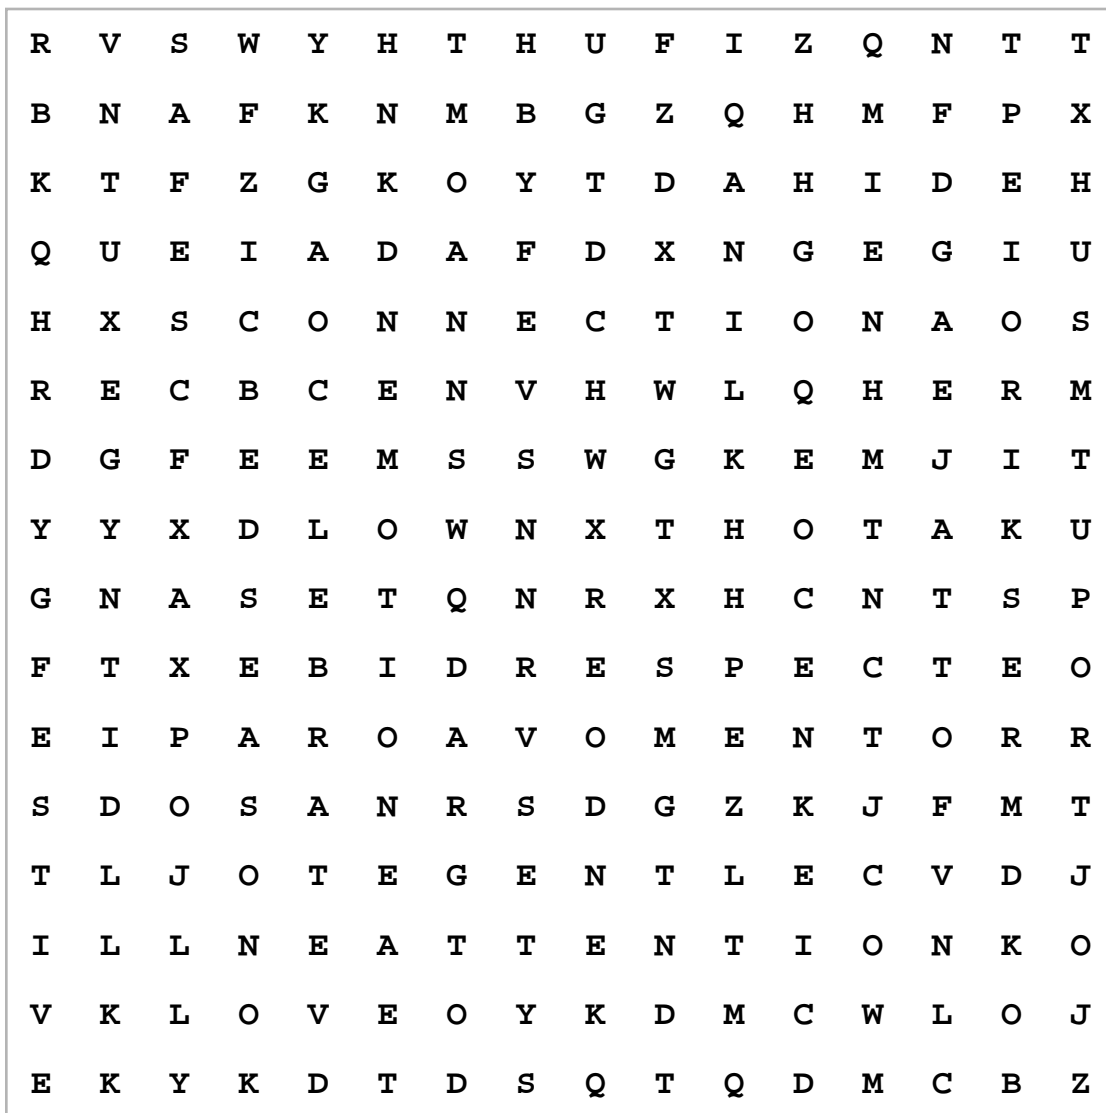 R V S W Y H T H U F I Z Q N T T
B N A F K N M B G Z Q H M F P X
K T F Z G K O Y T D A H I D E H
Q U E I A D A F D X N G E G I U
H X S C O N N E C T I O N A O S
R E C B C E N V H W L Q H E R M
D G F E E M S S W G K E M J I T
Y Y X D L O W N X T H O T A K U
G N A S E T Q N R X H C N T S P
F T X E B I D R E S P E C T E O
E I P A R O A V O M E N T O R R
S D O S A N R S D G Z K J F M T
T L J O T E G E N T L E C V D J
I L L N E A T T E N T I O N K O
V K L O V E O Y K D M C W L O J
E K Y K D T D S Q T Q D M C B Z